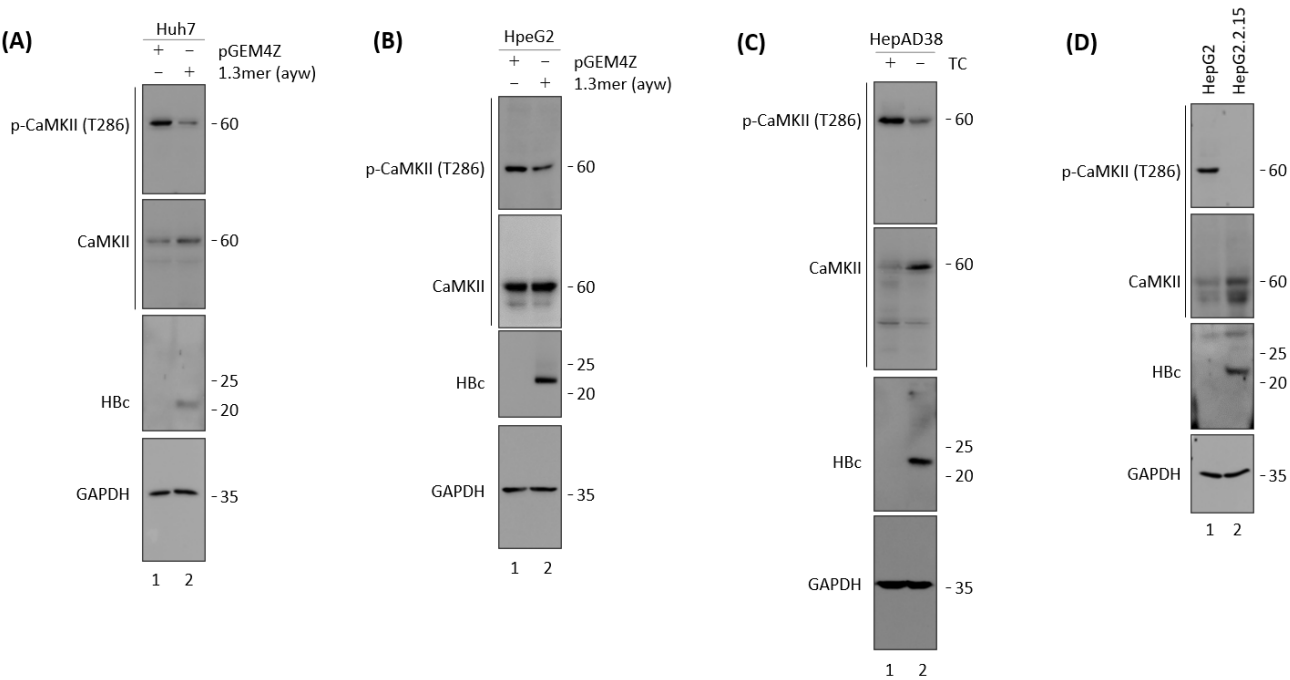 (A)
Huh7
+ – pGEM4Z
– + 1.3mer (ayw)
p-CaMKII (T286)
-60
CaMKII
-60
HBc
-25
-20
GAPDH
-35
1 2
(B)
HpeG2
+ – pGEM4Z
– + 1.3mer (ayw)
p-CaMKII (T286)
-60
CaMKII
-60
HBc
-25
-20
GAPDH
-35
1 2
(C)
HepAD38
+ – TC
p-CaMKII (T286)
-60
CaMKII
-60
HBc
-25
-20
GAPDH
-35
1 2
(D)
HepG2
HepG2.2.15
p-CaMKII (T286)
-60
CaMKII
-60
HBc
-25
-20
GAPDH
-35
1 2